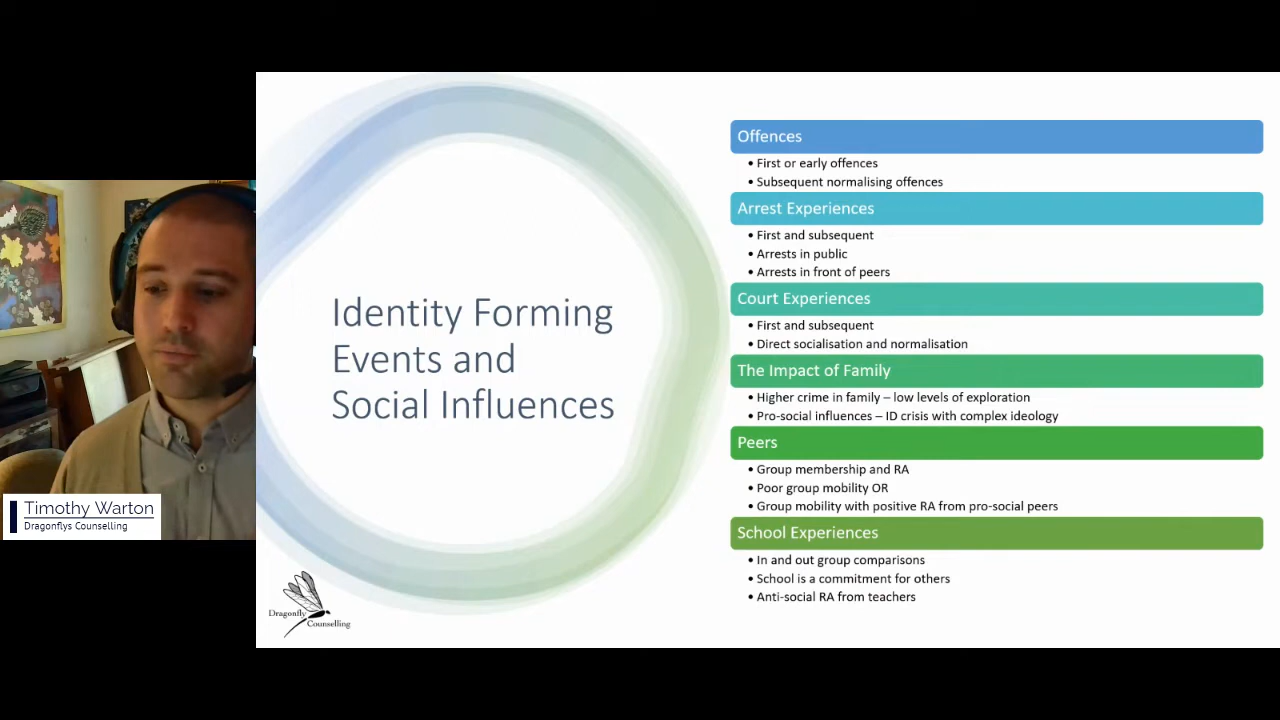 Identity Forming
Events and
Social Influences
Offences
• First or early offences
• Subsequent normalising offences
Arrest Experiences
• First and subsequent
• Arrests in public
• Arrests in front of peers
Court Experiences
• First and subsequent
• Direct socialisation and normalisation
The Impact of Family
• Higher crime in family – low levels of exploration
• Pro-social influences – ID crisis with complex ideology
Peers
• Group membership and RA
• Poor group mobility OR
• Group mobility with positive RA from pro-social peers
School Experiences
• In and out group comparisons
• School is a commitment for others
• Anti-social RA from teachers
Timothy Warton
Dragonflys Counselling
Dragonfly
Counselling